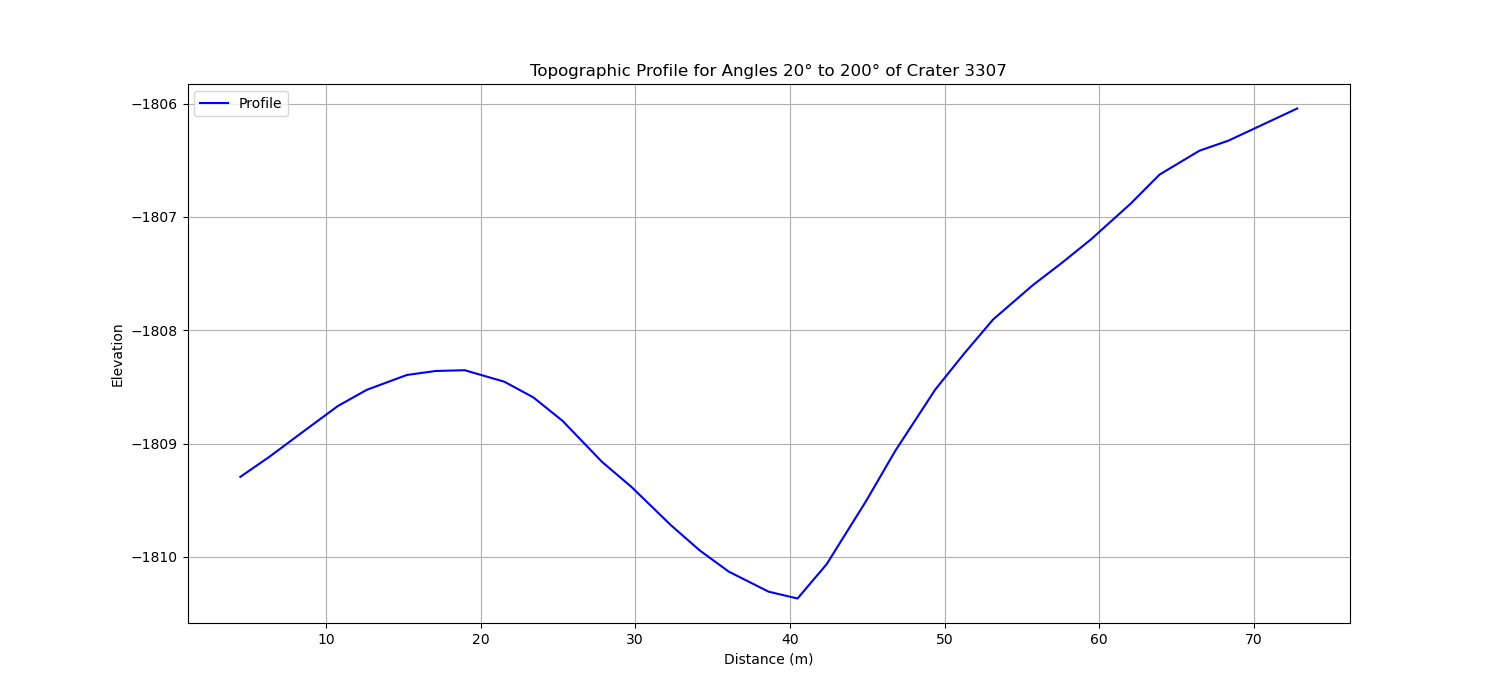 Topographic Profile for Angles 20° to 200° of Crater 3307
Profile
−1806
−1807
−1808
−1809
−1810
Elevation
10 20 30 40 50 60 70
Distance (m)